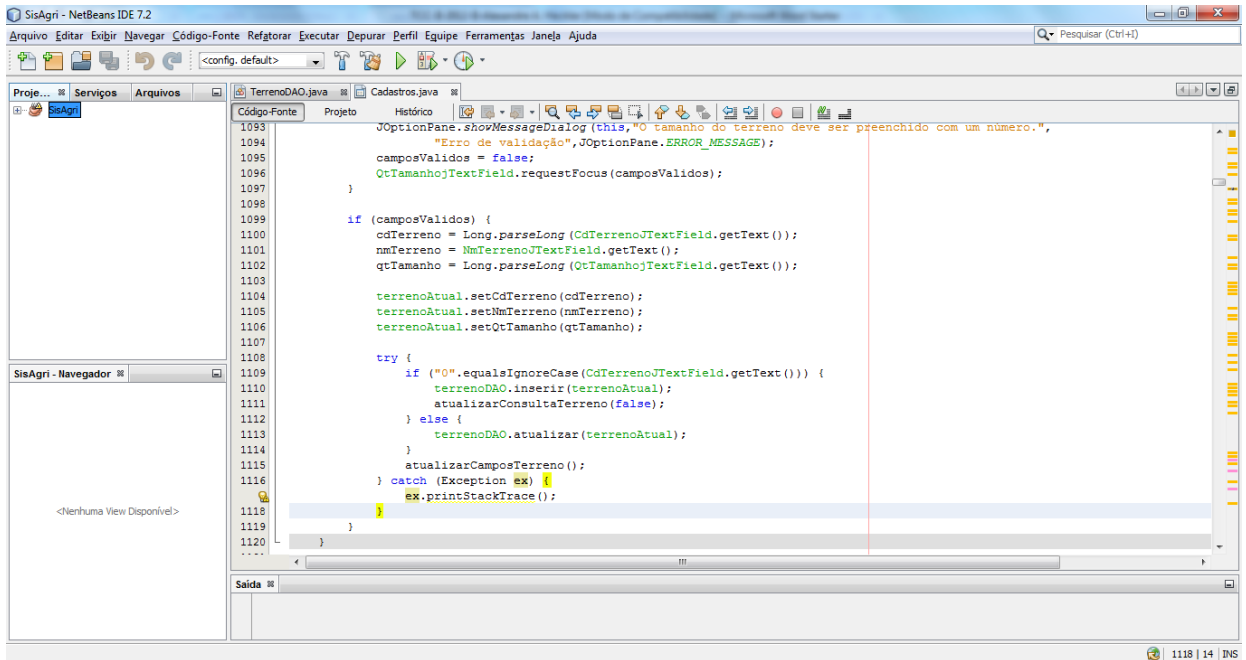 SisAgri - NetBeans IDE 7.2
Arquivo Editar Exibir Navegar Código-Fonte Refatorar Executar Depurar Perfil Equipe Ferramentas Janela Ajuda
Pesquisar (Ctrl+I)
<config. default>
Proje... Serviços Arquivos
TerrenoDAO.java Cadastros.java
SisAgri
Código-Fonte Projeto Histórico
1093 JOptionPane.showMessageDialog(this,"O tamanho do terreno deve ser preenchido com um número.",
1094 "Erro de validação",JOptionPane.ERROR_MESSAGE);
1095 camposValidos = false;
1096 QtTamanhojTextField.requestFocus(camposValidos);
1097 }
1098
1099 if (camposValidos) {
1100 cdTerreno = Long.parseLong(CdTerrenoJTextField.getText());
1101 nmTerreno = NmTerrenoJTextField.getText();
1102 qtTamanho = Long.parseLong(QtTamanhojTextField.getText());
1103
1104 terrenoAtual.setCdTerreno(cdTerreno);
1105 terrenoAtual.setNmTerreno(nmTerreno);
1106 terrenoAtual.setQtTamanho(qtTamanho);
1107
1108 try {
1109 if ("0".equalsIgnoreCase(CdTerrenoJTextField.getText())) {
1110 terrenoDAO.inserir(terrenoAtual);
1111 atualizarConsultaTerreno(false);
1112 } else {
1113 terrenoDAO.atualizar(terrenoAtual);
1114 }
1115 atualizarCamposTerreno();
1116 } catch (Exception ex) {
ex.printStackTrace();
1118 }
1119 }
1120 }
SisAgri - Navegador
<Nenhuma View Disponível>
Saída
1118 | 14 INS